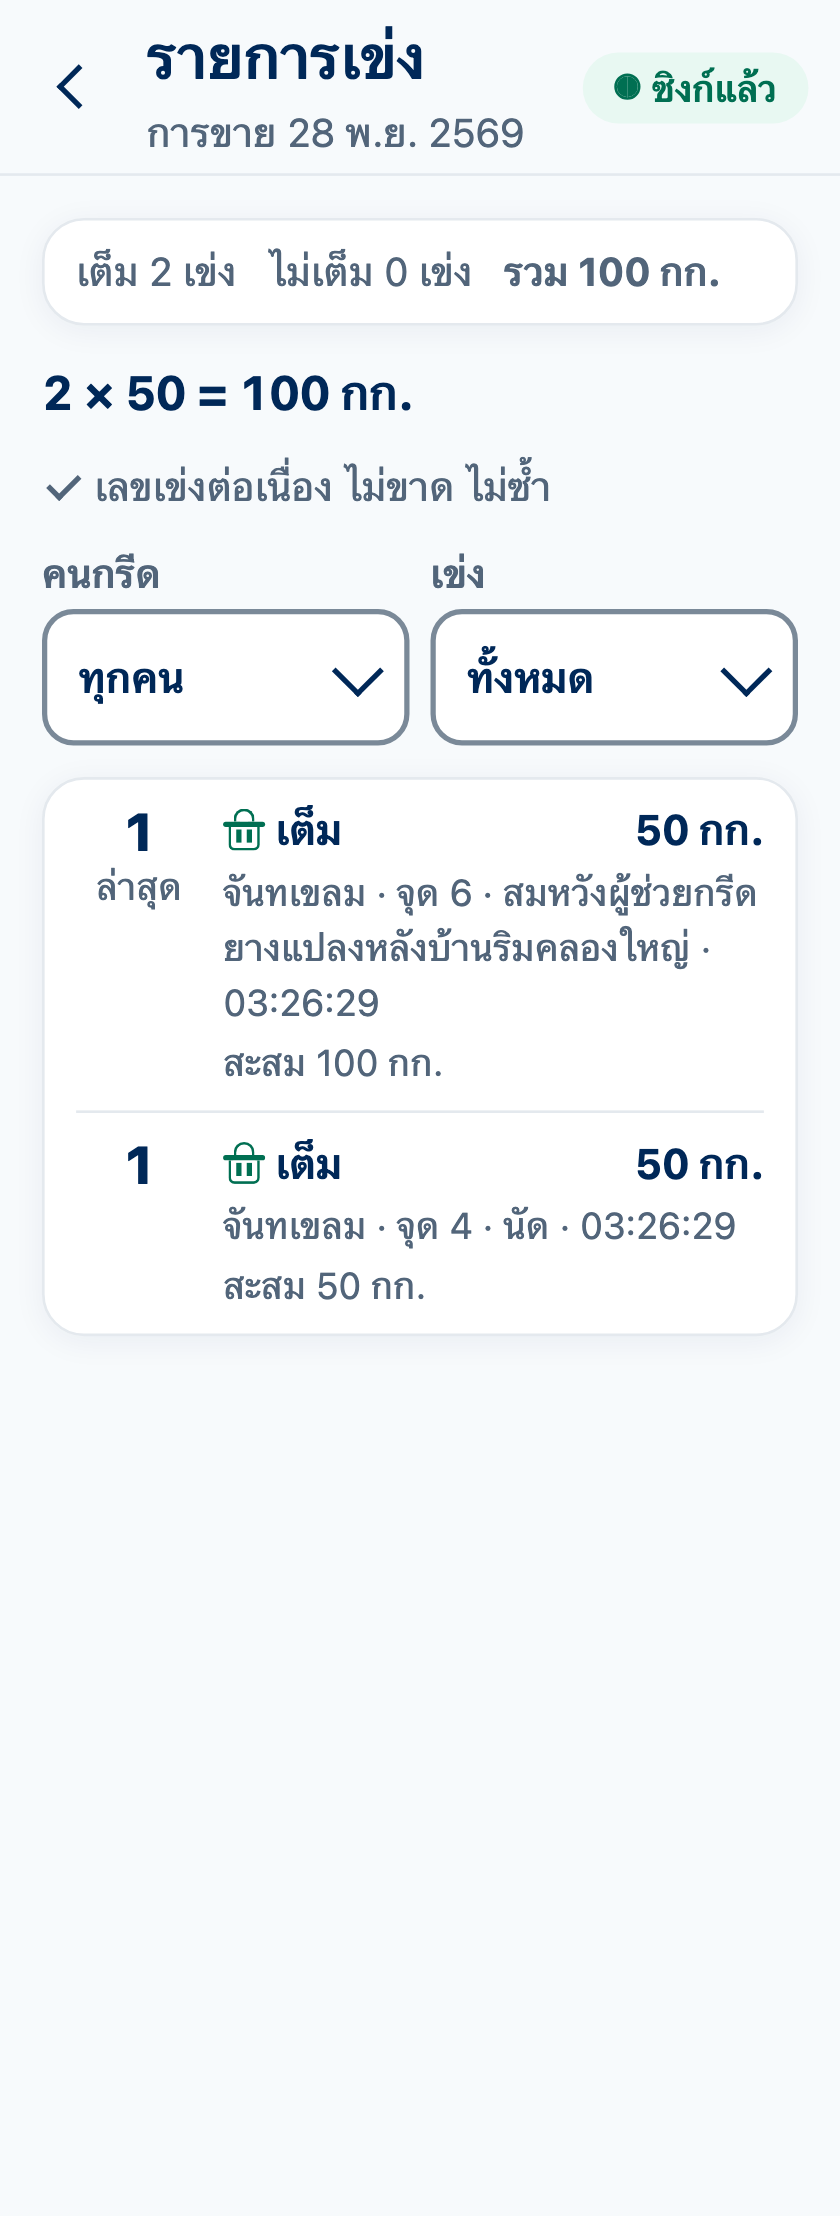 รายการเข่ง
การขาย 28 พ.ย. 2569
ซิงก์แล้ว
เต็ม 2 เข่ง ไม่เต็ม 0 เข่ง รวม 100 กก.
2 × 50 = 100 กก.
✓ เลขเข่งต่อเนื่อง ไม่ขาด ไม่ซ้ำ
คนกรีด เข่ง
ทุกคน ทั้งหมด
1 เต็ม 50 กก.
ล่าสุด จันทเขลม · จุด 6 · สมหวังผู้ช่วยกรีด
ยางแปลงหลังบ้านริมคลองใหญ่ ·
03:26:29
สะสม 100 กก.
1 เต็ม 50 กก.
จันทเขลม · จุด 4 · นัด · 03:26:29
สะสม 50 กก.